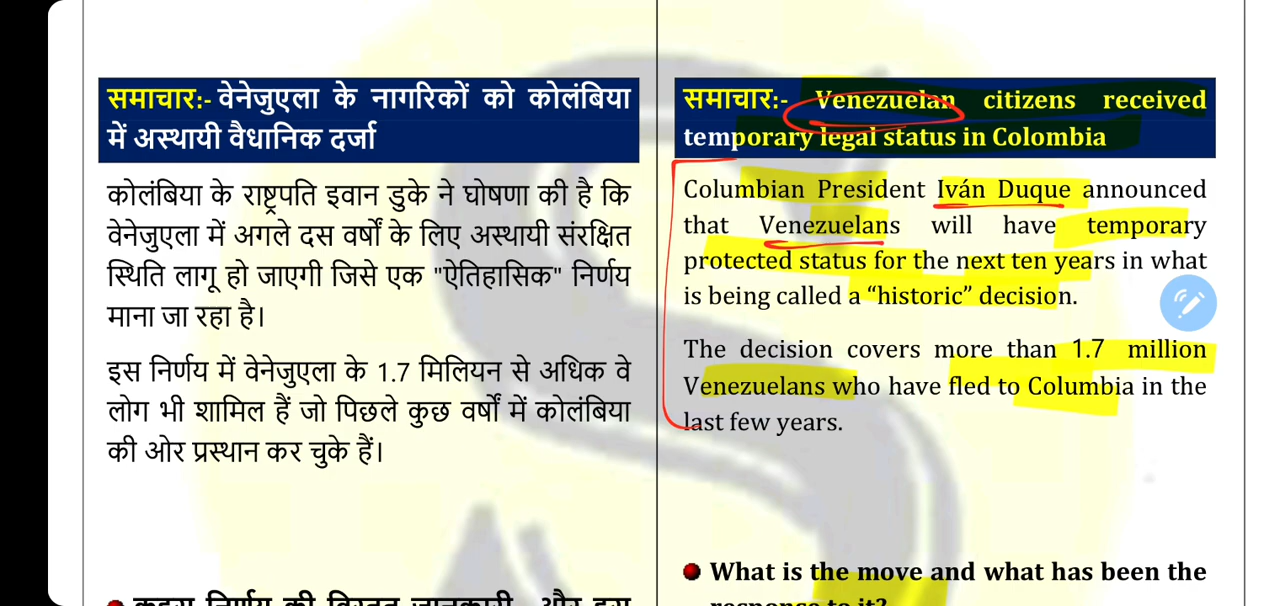 समाचार:- वेनेजुएला के नागरिकों को कोलंबिया
में अस्थायी वैधानिक दर्जा
कोलंबिया के राष्ट्रपति इवान डुके ने घोषणा की है कि
वेनेजुएला में अगले दस वर्षों के लिए अस्थायी संरक्षित
स्थिति लागू हो जाएगी जिसे एक "ऐतिहासिक" निर्णय
माना जा रहा है।
इस निर्णय में वेनेजुएला के 1.7 मिलियन से अधिक वे
लोग भी शामिल हैं जो पिछले कुछ वर्षों में कोलंबिया
की ओर प्रस्थान कर चुके हैं।
समाचार:- Venezuelan citizens received
temporary legal status in Colombia
Columbian President Iván Duque announced
that Venezuelans will have temporary
protected status for the next ten years in what
is being called a “historic” decision.
The decision covers more than 1.7 million
Venezuelans who have fled to Columbia in the
last few years.
What is the move and what has been the
response to it?